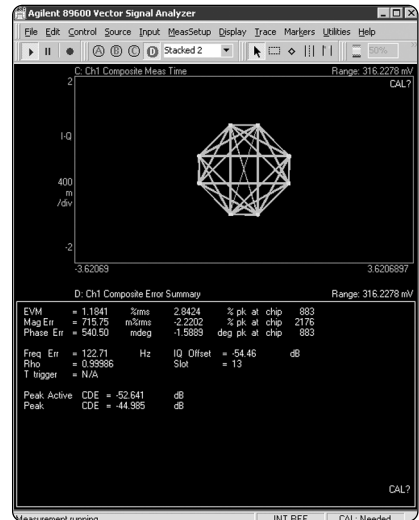 Agilent 89600 Vector Signal Analyzer
File Edit Control Source Input MeasSetup Display Trace Markers Utilities Help
A B C D Stacked 2 50%
C: Ch1 Composite Meas Time Range: 316.2278 mV
2 CAL?
I-Q
400
m
/div
-2
-3.62069 3.6206897
D: Ch1 Composite Error Summary Range: 316.2278 mV
EVM = 1.1841 %rms 2.8424 % pk at chip 883
Mag Err = 715.75 m%rms -2.2202 % pk at chip 2176
Phase Err = 540.50 mdeg -1.5889 deg pk at chip 883
Freq Err = 122.71 Hz IQ Offset = -54.46 dB
Rho = 0.99986 Slot = 13
T trigger = N/A
Peak Active CDE = -52.641 dB
Peak CDE = -44.985 dB
CAL?
Measurement running INT REF CAL: Needed